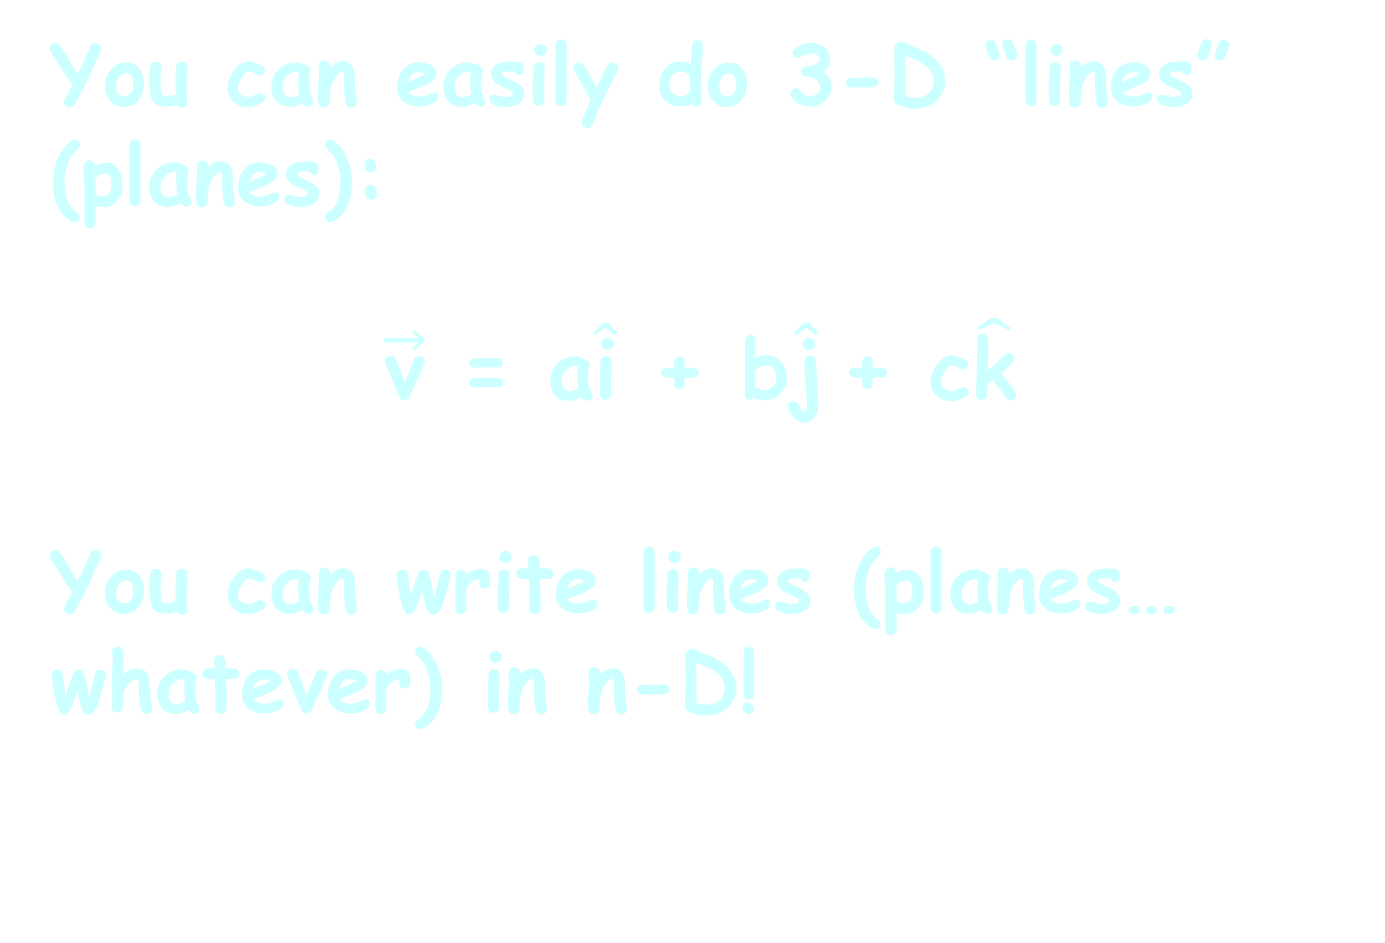 You can easily do 3-D “lines”
(planes):
v⃗ = aî + bĵ + ck̂
You can write lines (planes…
whatever) in n-D!